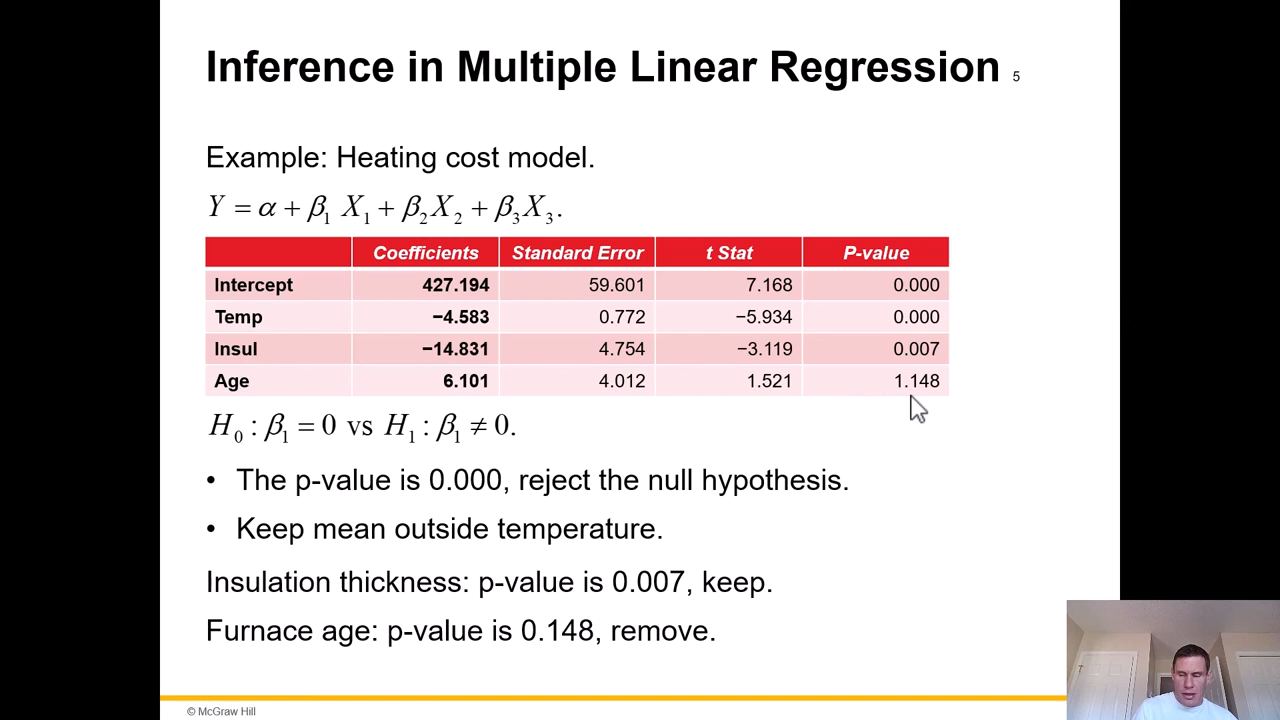 Inference in Multiple Linear Regression 5
Example: Heating cost model.
Y = α + β₁ X₁ + β₂X₂ + β₃X₃.
Coefficients Standard Error t Stat P-value
Intercept 427.194 59.601 7.168 0.000
Temp −4.583 0.772 −5.934 0.000
Insul −14.831 4.754 −3.119 0.007
Age 6.101 4.012 1.521 1.148
H₀ : β₁ = 0 vs H₁ : β₁ ≠ 0.
• The p-value is 0.000, reject the null hypothesis.
• Keep mean outside temperature.
Insulation thickness: p-value is 0.007, keep.
Furnace age: p-value is 0.148, remove.
© McGraw Hill